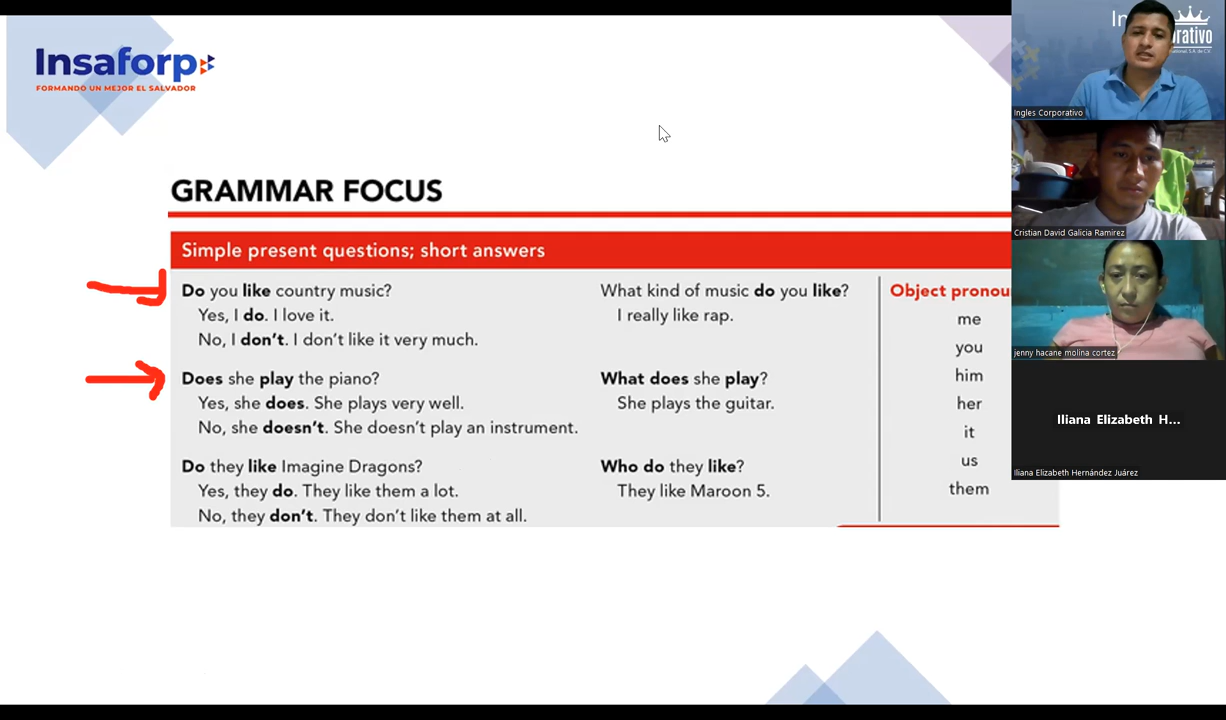 Insaforp
FORMANDO UN MEJOR EL SALVADOR
GRAMMAR FOCUS
Simple present questions; short answers
Do you like country music?
Yes, I do. I love it.
No, I don't. I don't like it very much.
Does she play the piano?
Yes, she does. She plays very well.
No, she doesn't. She doesn't play an instrument.
Do they like Imagine Dragons?
Yes, they do. They like them a lot.
No, they don't. They don't like them at all.
What kind of music do you like?
I really like rap.
What does she play?
She plays the guitar.
Who do they like?
They like Maroon 5.
Object
me
you
him
her
it
us
them
Ingles Corporativo
Cristian David Galicia Ramirez
jenny hacane molina cortez
Iliana Elizabeth H...
Iliana Elizabeth Hernández Juárez